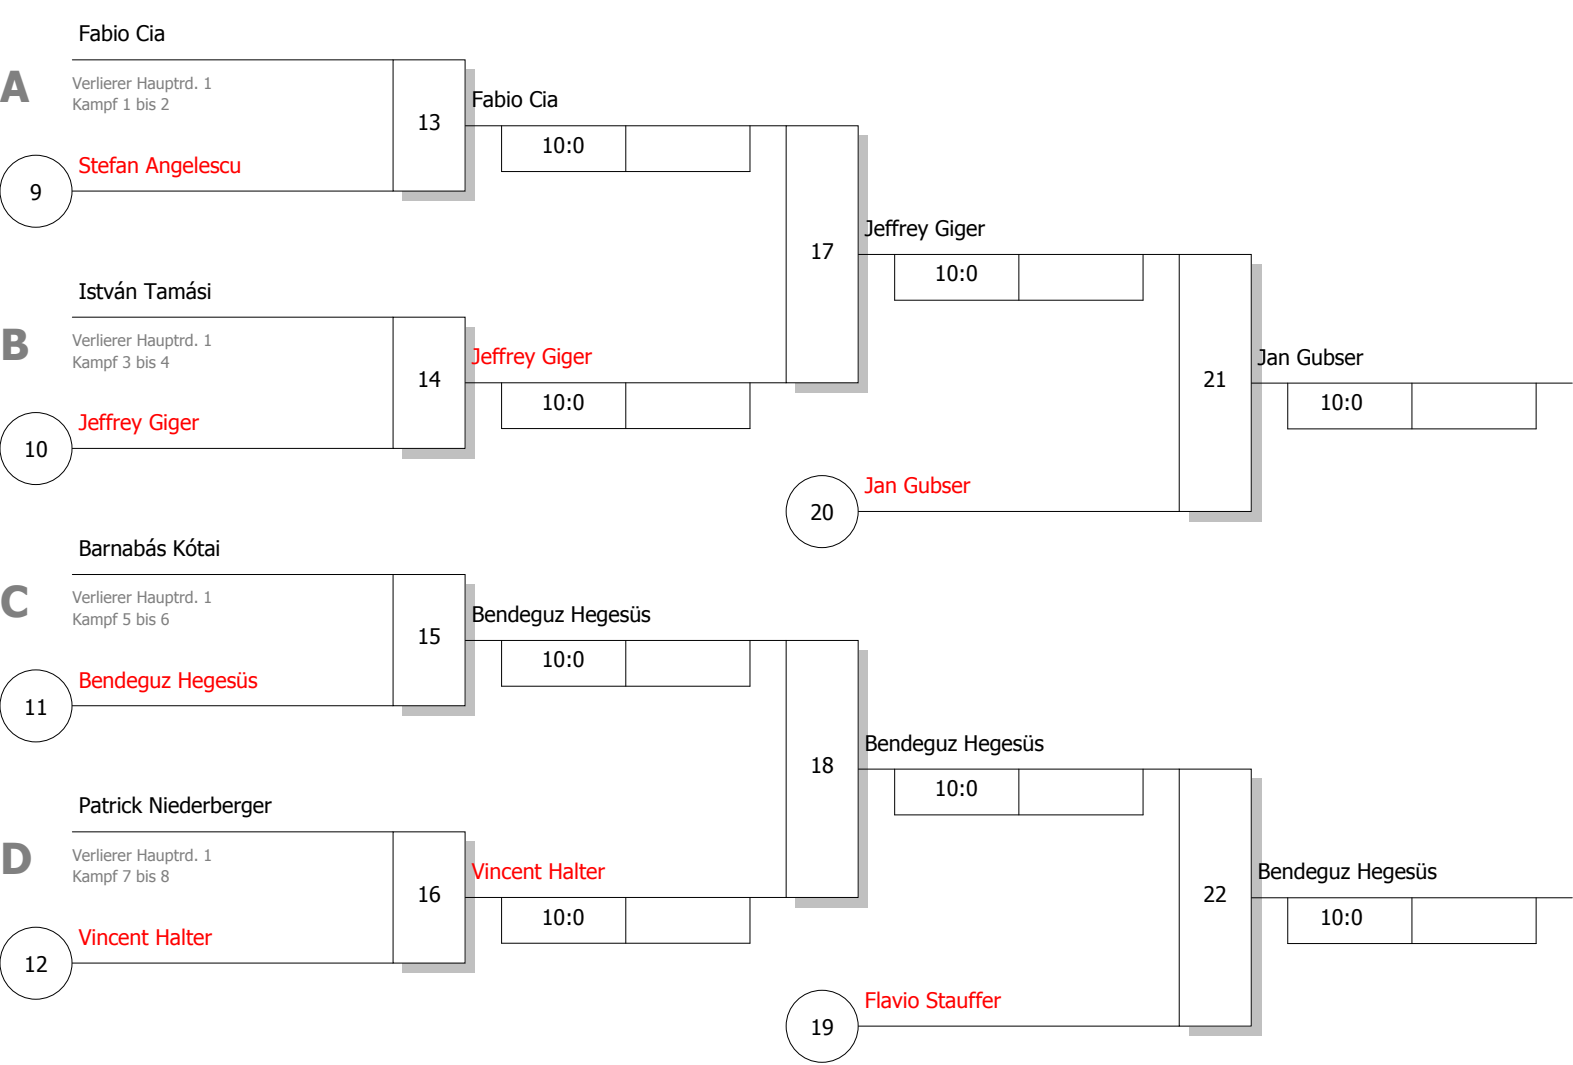 Fabio Cia
A
Verlierer Hauptrd. 1
Kampf 1 bis 2
13
Fabio Cia
10:0
Stefan Angelescu
9
17
Jeffrey Giger
10:0
István Tamási
B
Verlierer Hauptrd. 1
Kampf 3 bis 4
14
Jeffrey Giger
10:0
Jeffrey Giger
10
21
Jan Gubser
10:0
Jan Gubser
20
Barnabás Kótai
C
Verlierer Hauptrd. 1
Kampf 5 bis 6
15
Bendeguz Hegesüs
10:0
Bendeguz Hegesüs
11
18
Bendeguz Hegesüs
10:0
Patrick Niederberger
D
Verlierer Hauptrd. 1
Kampf 7 bis 8
16
Vincent Halter
10:0
Vincent Halter
12
22
Bendeguz Hegesüs
10:0
Flavio Stauffer
19